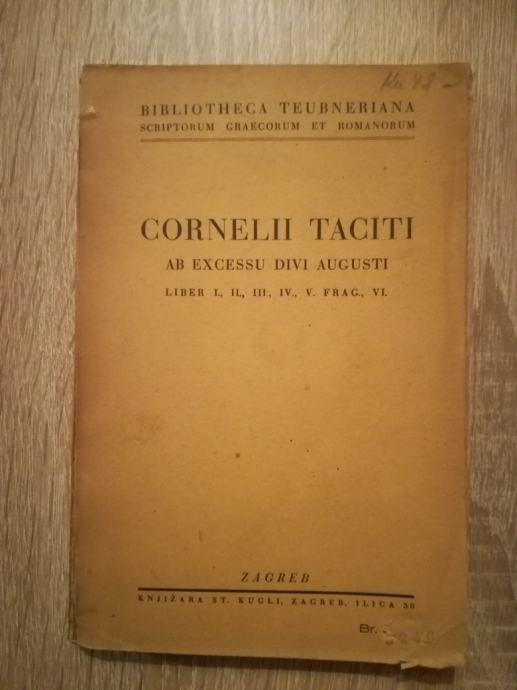 BIBLIOTHECA TEUBNERIANA
SCRIPTORUM GRAECORUM ET ROMANORUM
CORNELII TACITI
AB EXCESSU DIVI AUGUSTI
LIBER I., II., III., IV., V. FRAG., VI.
ZAGREB
KNJIŽARA ST. KUGLI, ZAGREB, ILICA 30
Br.